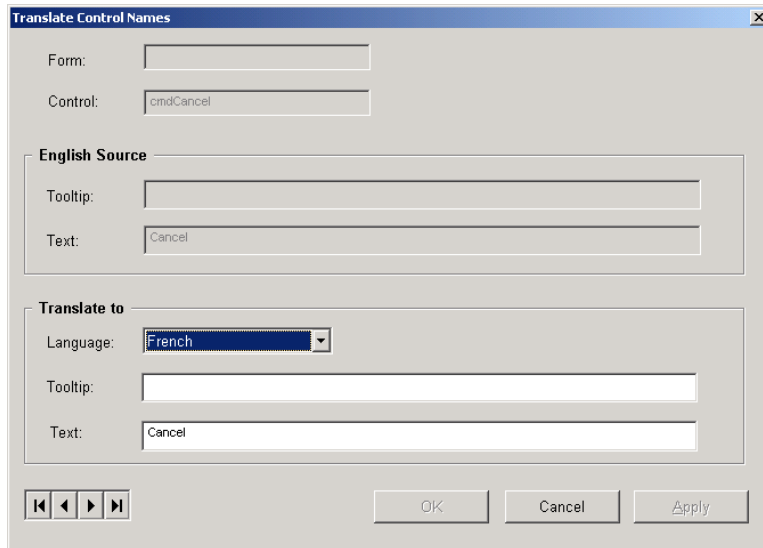 Translate Control Names
Form:
Control: cmdCancel
English Source
Tooltip:
Text: Cancel
Translate to
Language: French
Tooltip:
Text: Cancel
OK Cancel Apply